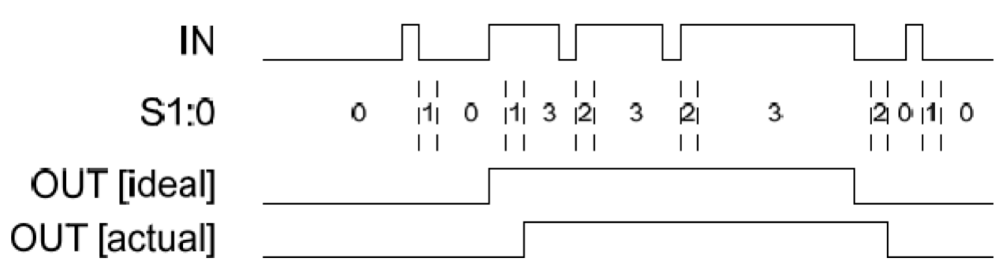 IN
S1:0 0 1 0 1 3 2 3 2 3 2 0 1 0
OUT [ideal]
OUT [actual]